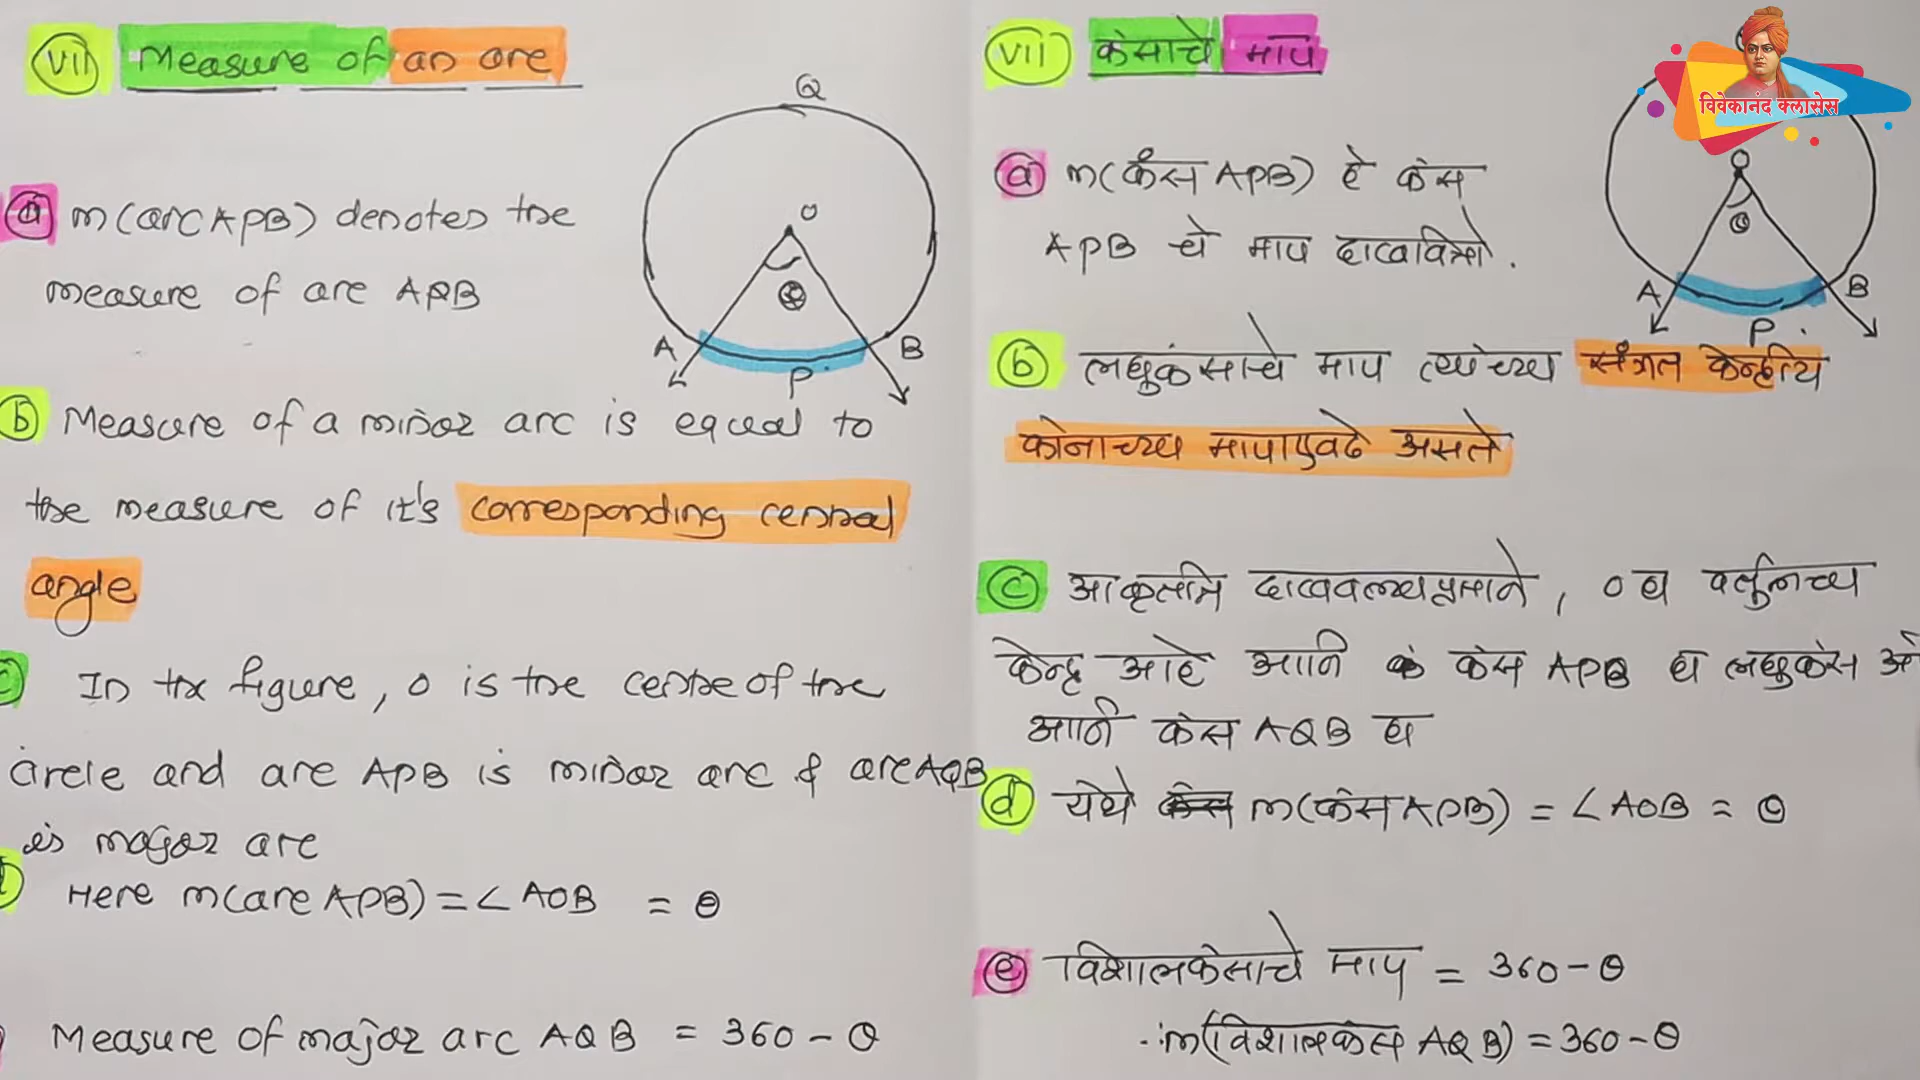 VII Measure of an arc
Q
O
θ
A
B
P
a m(arc APB) denotes the
measure of arc APB
b Measure of a minor arc is equal to
the measure of it's corresponding central
angle
c In the figure, O is the centre of the
circle and arc APB is minor arc & arc AQB
is major arc
Here m(arc APB) = ∠AOB = θ
Measure of major arc AQB = 360 - θ
VII कंसाचे माप
विवेकानंद क्लासेस
O
θ
A
B
P
a m(कंस APB) हे कंस
APB चे माप दाखवितो.
b लघुकंसाचे माप त्याच्या संगत केन्द्रीय
कोनाच्या मापाएवढे असते
c आकृतीत दाखवल्याप्रमाणे, O हा वर्तुळाच्या
केन्द्र आहे आणि कंस APB हा लघुकंस
आणि कंस AQB हा
d येथे m(कंस APB) = ∠AOB = θ
e विशालकंसाचे माप = 360 - θ
∴ m(विशालकंस AQB) = 360 - θ